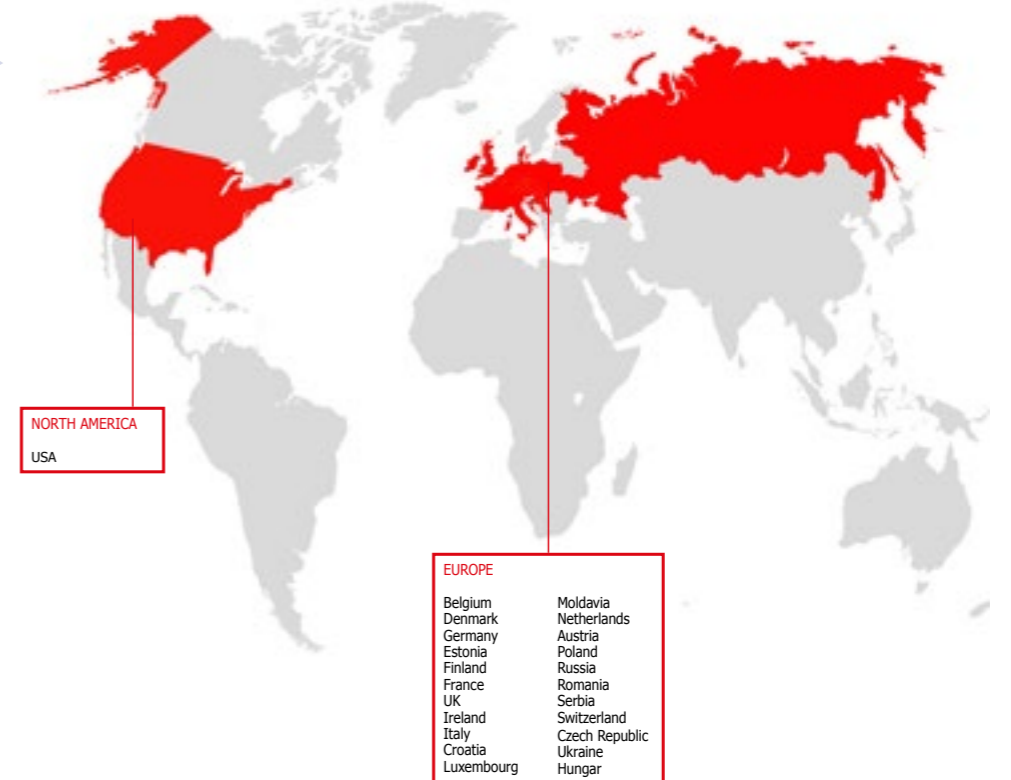 NORTH AMERICA
USA
EUROPE
Belgium
Denmark
Germany
Estonia
Finland
France
UK
Ireland
Italy
Croatia
Luxembourg
Moldavia
Netherlands
Austria
Poland
Russia
Romania
Serbia
Switzerland
Czech Republic
Ukraine
Hungar